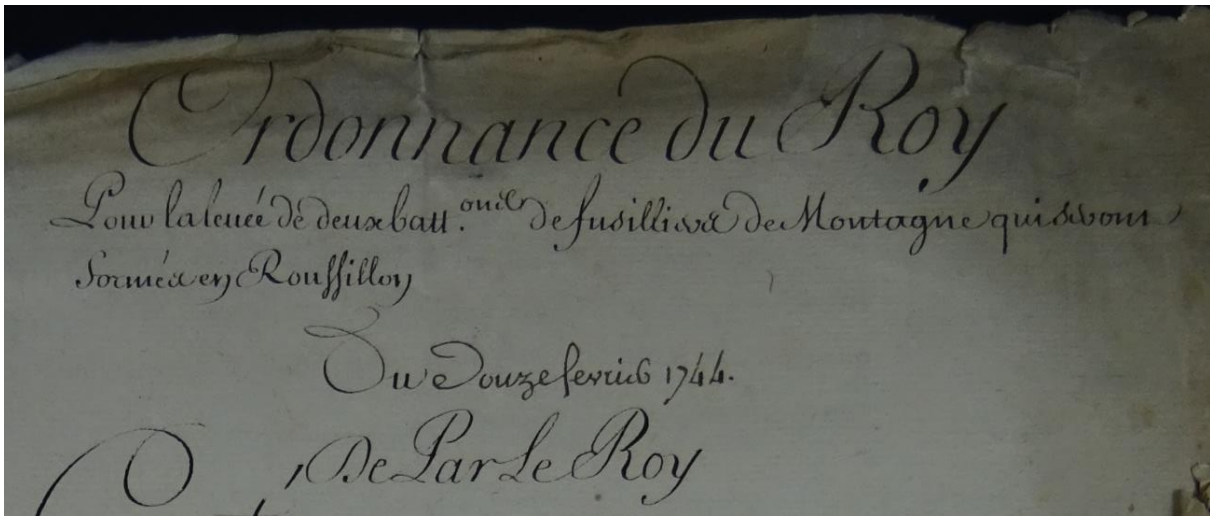 Ordonnance du Roy
Pour la leuée de deux batt.ons de fusilliers de Montagne qui seront
formés en Roussillon
Du douze fevrier 1744.
De Par Le Roy